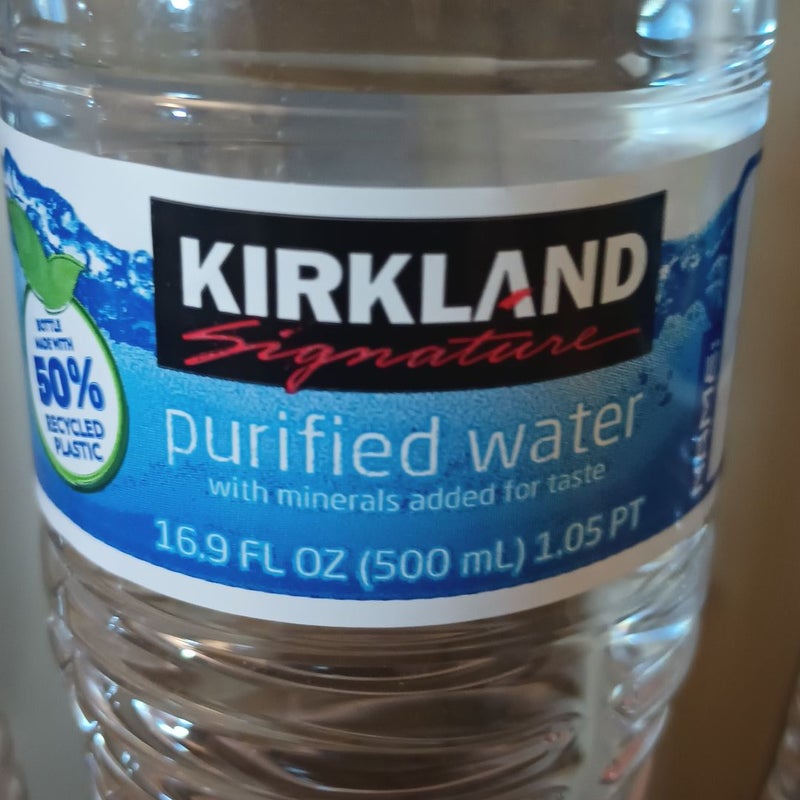 KIRKLAND
Signature
BOTTLE
MADE WITH
50%
RECYCLED
PLASTIC
purified water
with minerals added for taste
16.9 FL OZ (500 mL) 1.05 PT
NAME: